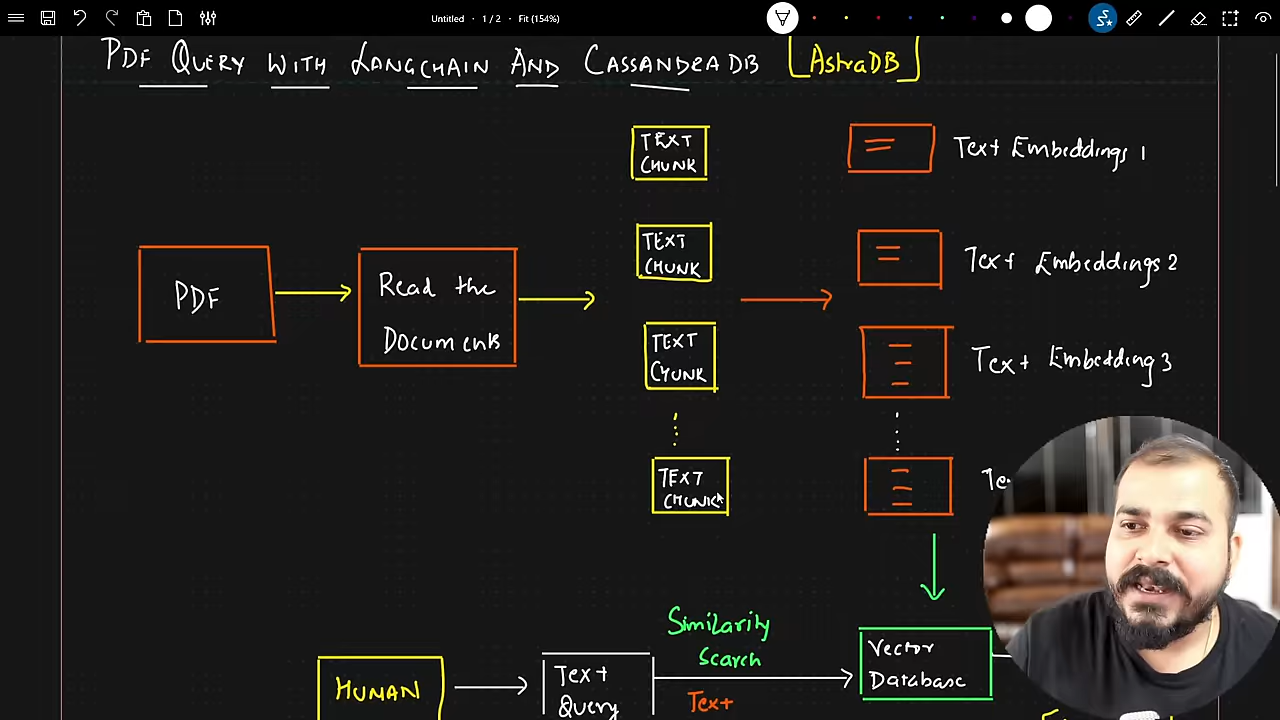 Untitled • 1 / 2 • Fit (154%)
PDF QUERY WITH LANGCHAIN AND CASSANDRADB [AstraDB]
TEXT
CHUNK
Text Embeddings 1
TEXT
CHUNK
Text Embeddings 2
PDF
Read the
Documents
TEXT
CHUNK
Text Embedding 3
TEXT
CHUNK
Similarity
Search
Vector
Database
HUMAN
Text
Query
Text